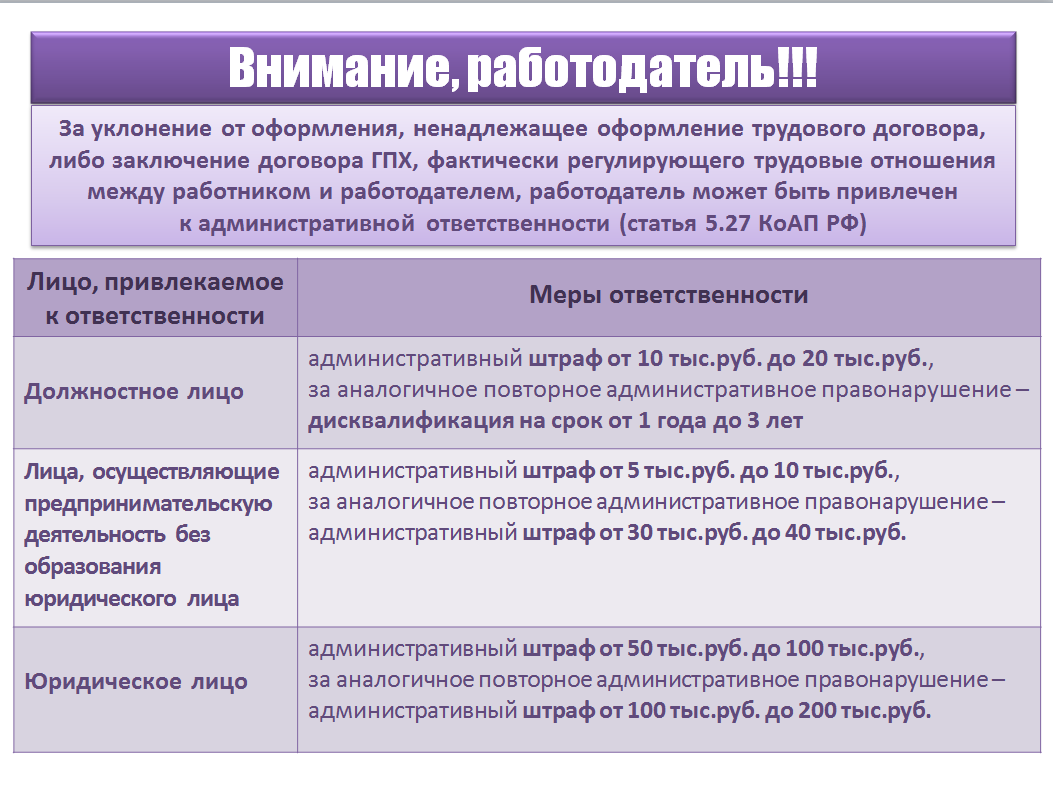 Внимание, работодатель!!!
За уклонение от оформления, ненадлежащее оформление трудового договора,
либо заключение договора ГПХ, фактически регулирующего трудовые отношения
между работником и работодателем, работодатель может быть привлечен
к административной ответственности (статья 5.27 КоАП РФ)
Лицо, привлекаемое
к ответственности
Меры ответственности
Должностное лицо
административный штраф от 10 тыс.руб. до 20 тыс.руб.,
за аналогичное повторное административное правонарушение –
дисквалификация на срок от 1 года до 3 лет
Лица, осуществляющие
предпринимательскую
деятельность без
образования
юридического лица
административный штраф от 5 тыс.руб. до 10 тыс.руб.,
за аналогичное повторное административное правонарушение –
административный штраф от 30 тыс.руб. до 40 тыс.руб.
Юридическое лицо
административный штраф от 50 тыс.руб. до 100 тыс.руб.,
за аналогичное повторное административное правонарушение –
административный штраф от 100 тыс.руб. до 200 тыс.руб.